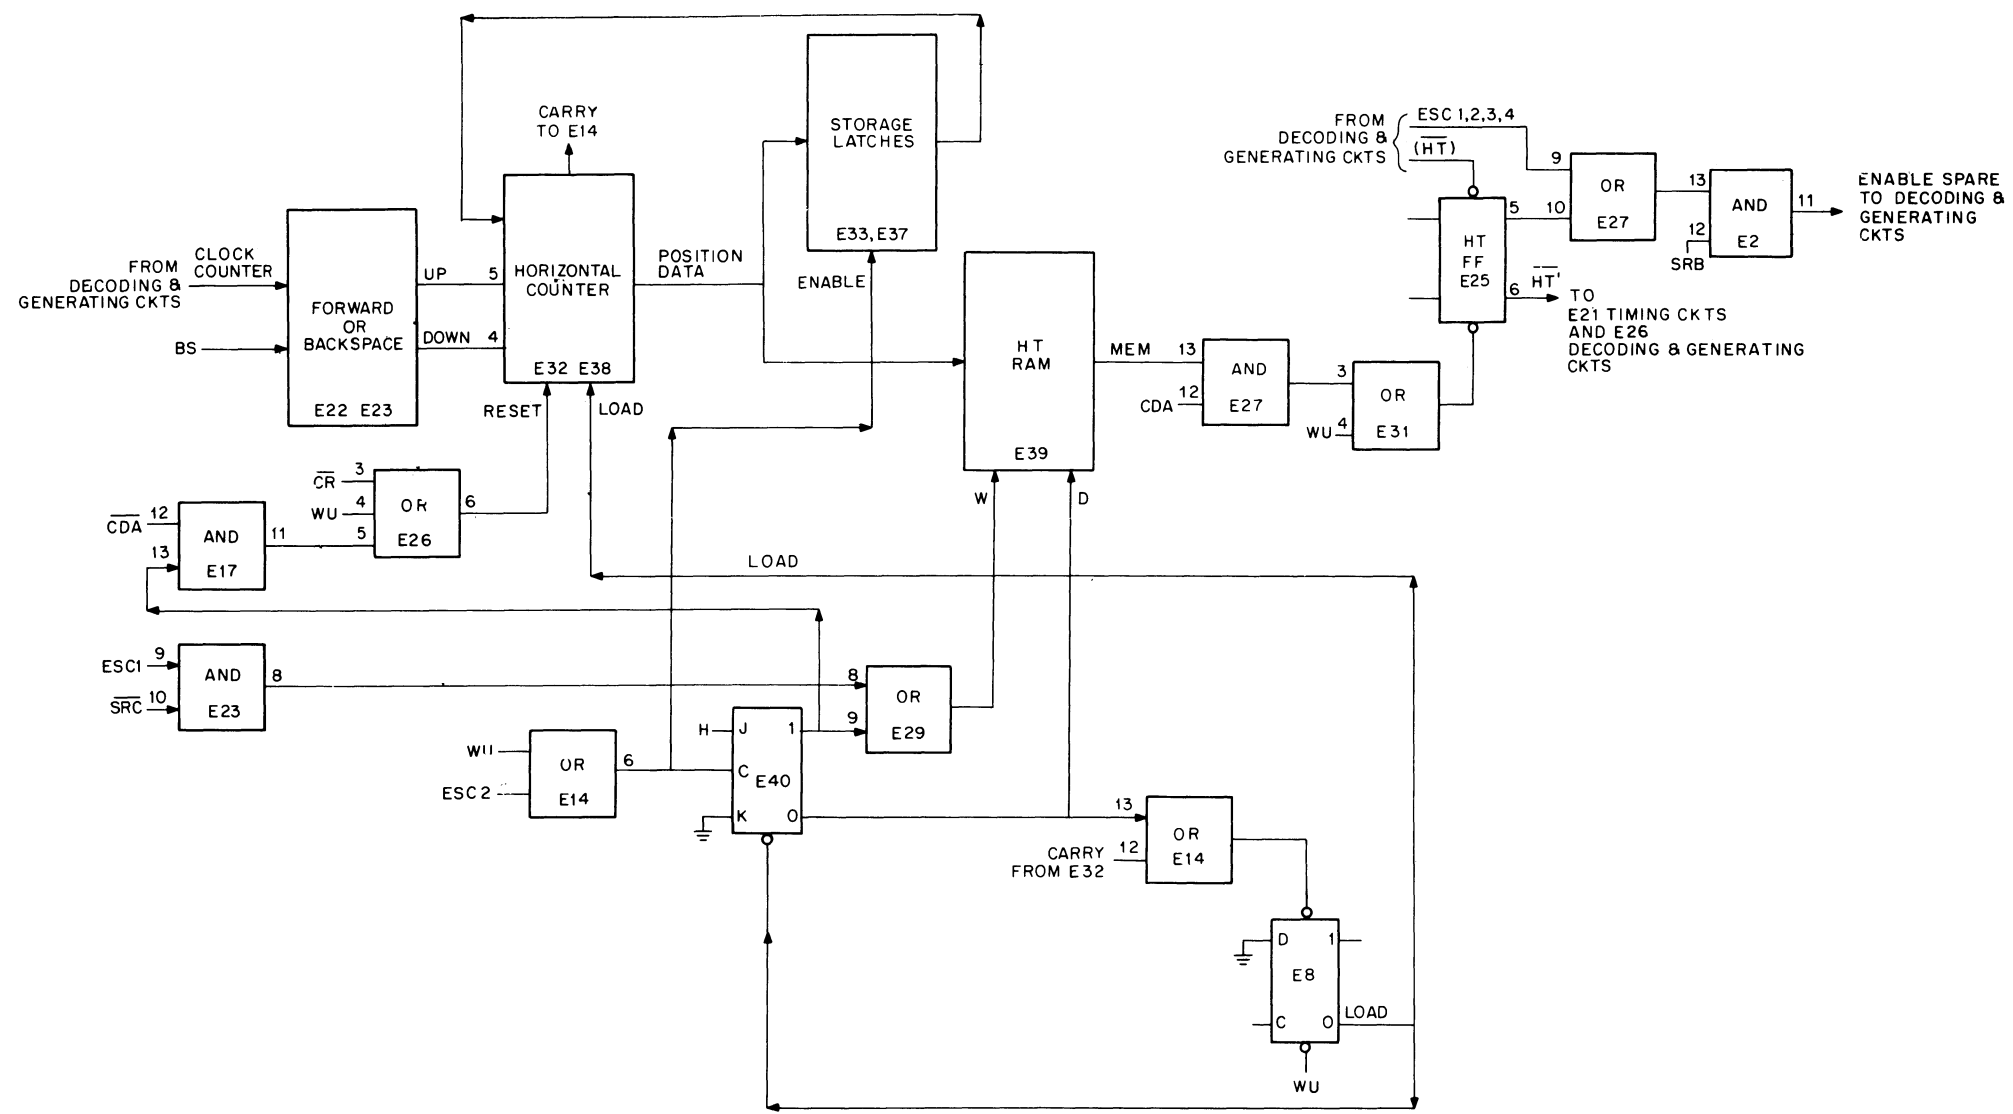 CARRY
TO E14
STORAGE
LATCHES
E33, E37
FROM
DECODING &
GENERATING CKTS
ESC 1,2,3,4
(HT)
9
OR
E27
10
5
13
AND
E2
12
SRB
11
ENABLE SPARE
TO DECODING &
GENERATING
CKTS
HT
FF
E25
6
HT'
TO
E21 TIMING CKTS
AND E26
DECODING & GENERATING
CKTS
FROM
DECODING &
GENERATING CKTS
CLOCK
COUNTER
BS
FORWARD
OR
BACKSPACE
E22 E23
UP
5
DOWN
4
HORIZONTAL
COUNTER
E32 E38
POSITION
DATA
ENABLE
RESET
LOAD
HT
RAM
E39
MEM
13
CDA
12
AND
E27
3
WU
4
OR
E31
W
D
CR
3
WU
4
5
OR
E26
6
CDA
12
13
AND
E17
11
LOAD
ESC1
9
SRC
10
AND
E23
8
8
9
OR
E29
WU
ESC2
OR
E14
6
H
J
1
C
E40
K
0
13
CARRY
FROM E32
12
OR
E14
D
1
E8
C
0
LOAD
WU